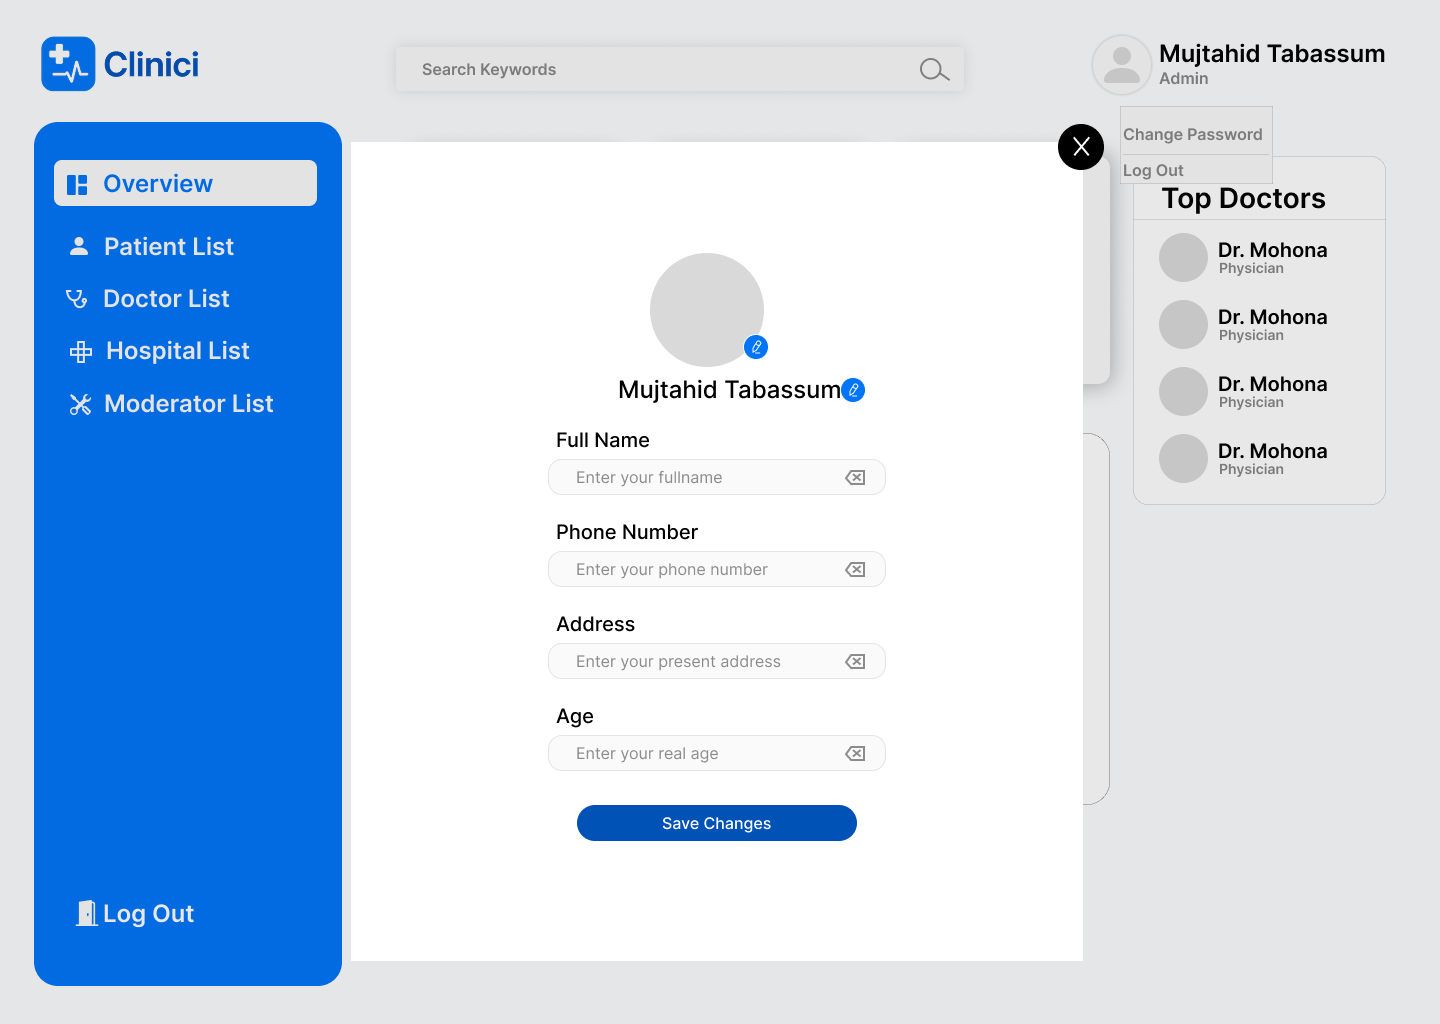 Clinici
Search Keywords
Mujtahid Tabassum
Admin
Change Password
Log Out
Overview
Patient List
Doctor List
Hospital List
Moderator List
Log Out
X
Mujtahid Tabassum
Full Name
Enter your fullname
Phone Number
Enter your phone number
Address
Enter your present address
Age
Enter your real age
Save Changes
Top Doctors
Dr. Mohona
Physician
Dr. Mohona
Physician
Dr. Mohona
Physician
Dr. Mohona
Physician